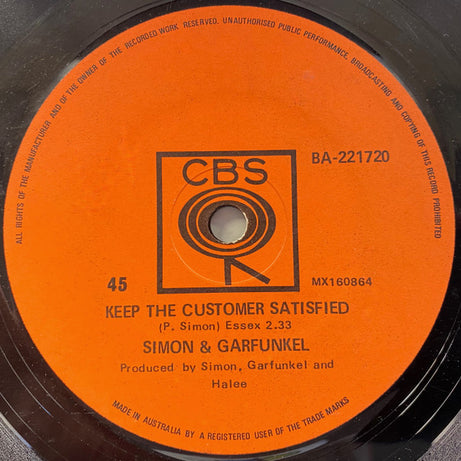 ALL RIGHTS OF THE MANUFACTURER AND OF THE OWNER OF THE RECORDED WORK RESERVED. UNAUTHORISED PUBLIC PERFORMANCE, BROADCASTING AND COPYING OF THIS RECORD PROHIBITED
CBS
BA-221720
45
MX160864
KEEP THE CUSTOMER SATISFIED
(P. Simon) Essex 2.33
SIMON & GARFUNKEL
Produced by Simon, Garfunkel and
Halee
MADE IN AUSTRALIA BY A REGISTERED USER OF THE TRADE MARKS